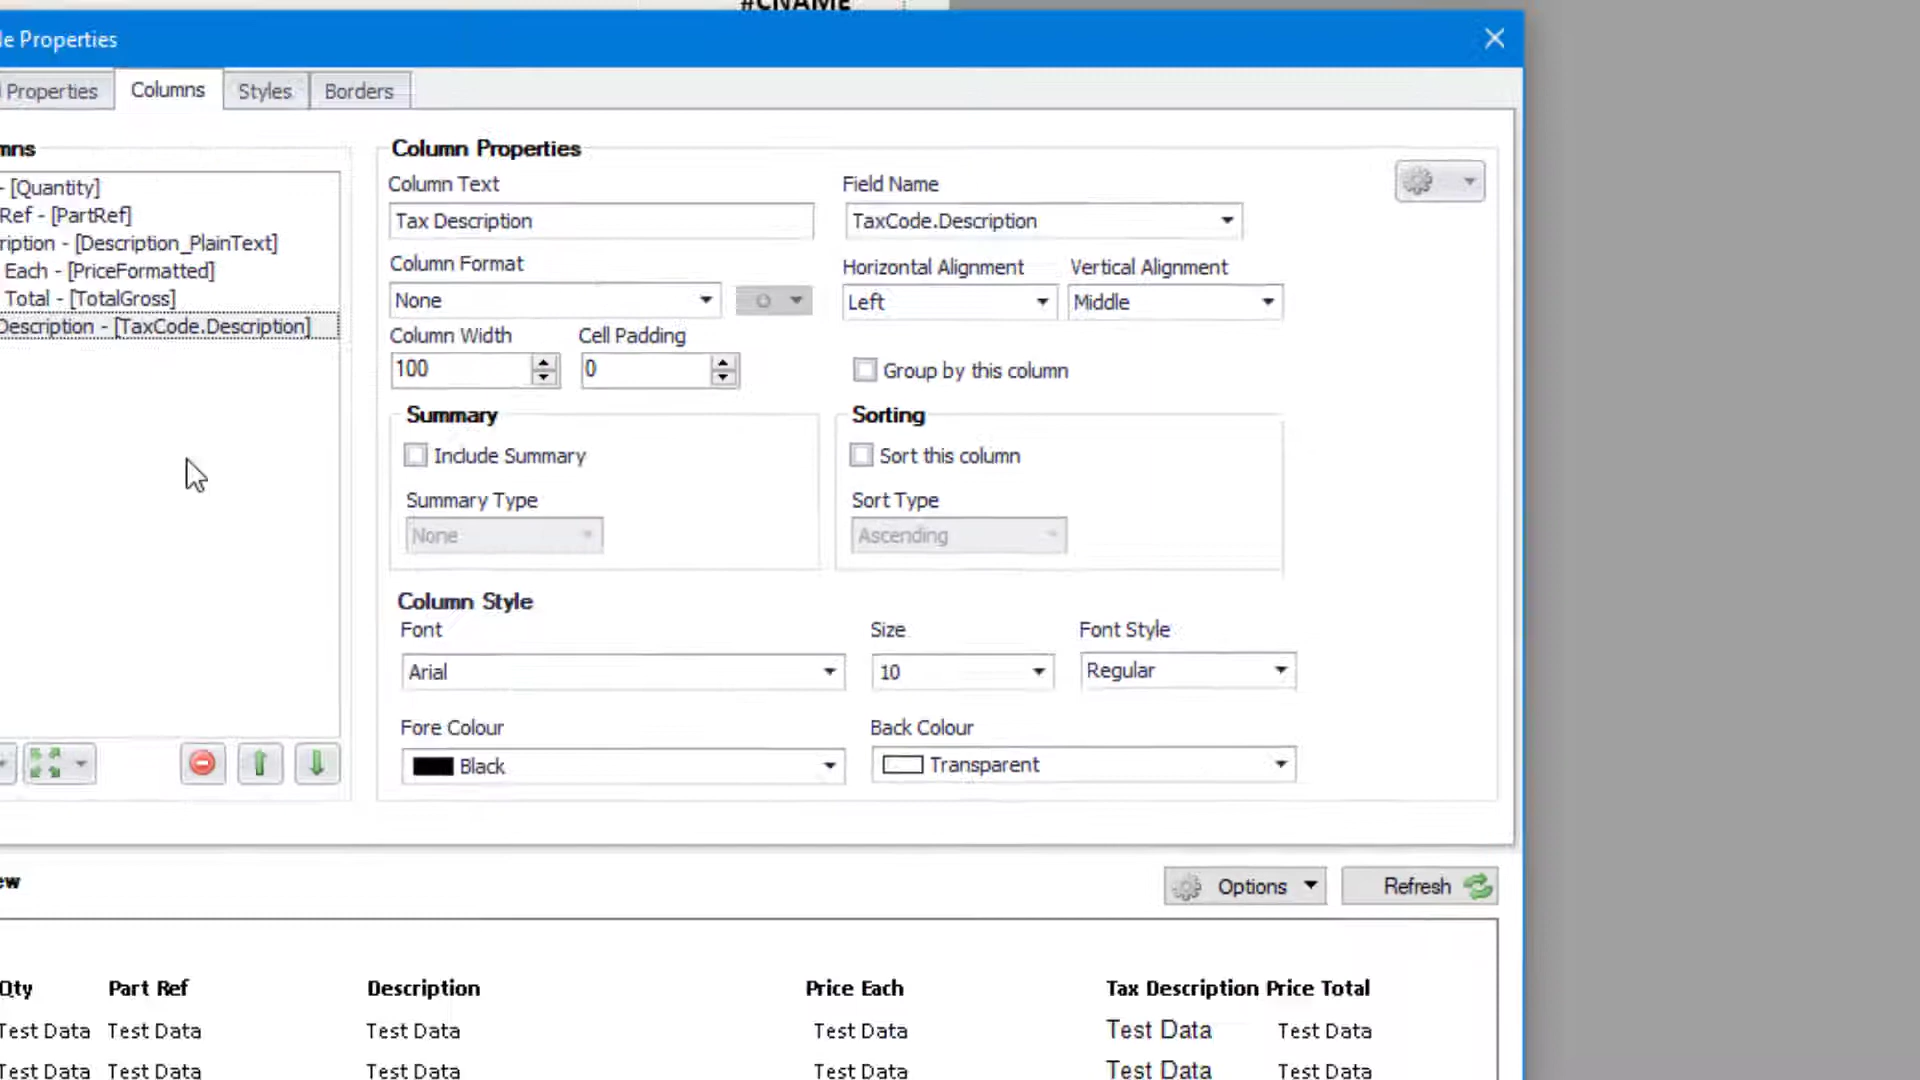 #CNAME
le Properties
Properties
Columns
Styles
Borders
mns
Column Properties
- [Quantity]
Ref - [PartRef]
ription - [Description_PlainText]
Each - [PriceFormatted]
Total - [TotalGross]
Description - [TaxCode.Description]
Column Text
Field Name
Tax Description
TaxCode.Description
Column Format
Horizontal Alignment
Vertical Alignment
None
Left
Middle
Column Width
Cell Padding
100
0
Group by this column
Summary
Sorting
Include Summary
Sort this column
Summary Type
Sort Type
None
Ascending
Column Style
Font
Size
Font Style
Arial
10
Regular
Fore Colour
Back Colour
Black
Transparent
ew
Options
Refresh
Qty Part Ref Description Price Each Tax Description Price Total
Test Data Test Data Test Data Test Data Test Data Test Data
Test Data Test Data Test Data Test Data Test Data Test Data